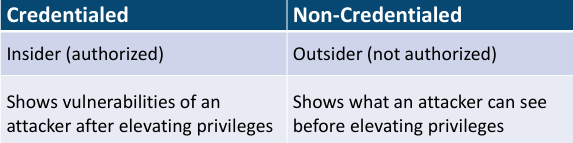 Credentialed Non-Credentialed
Insider (authorized) Outsider (not authorized)
Shows vulnerabilities of an Shows what an attacker can see
attacker after elevating privileges before elevating privileges